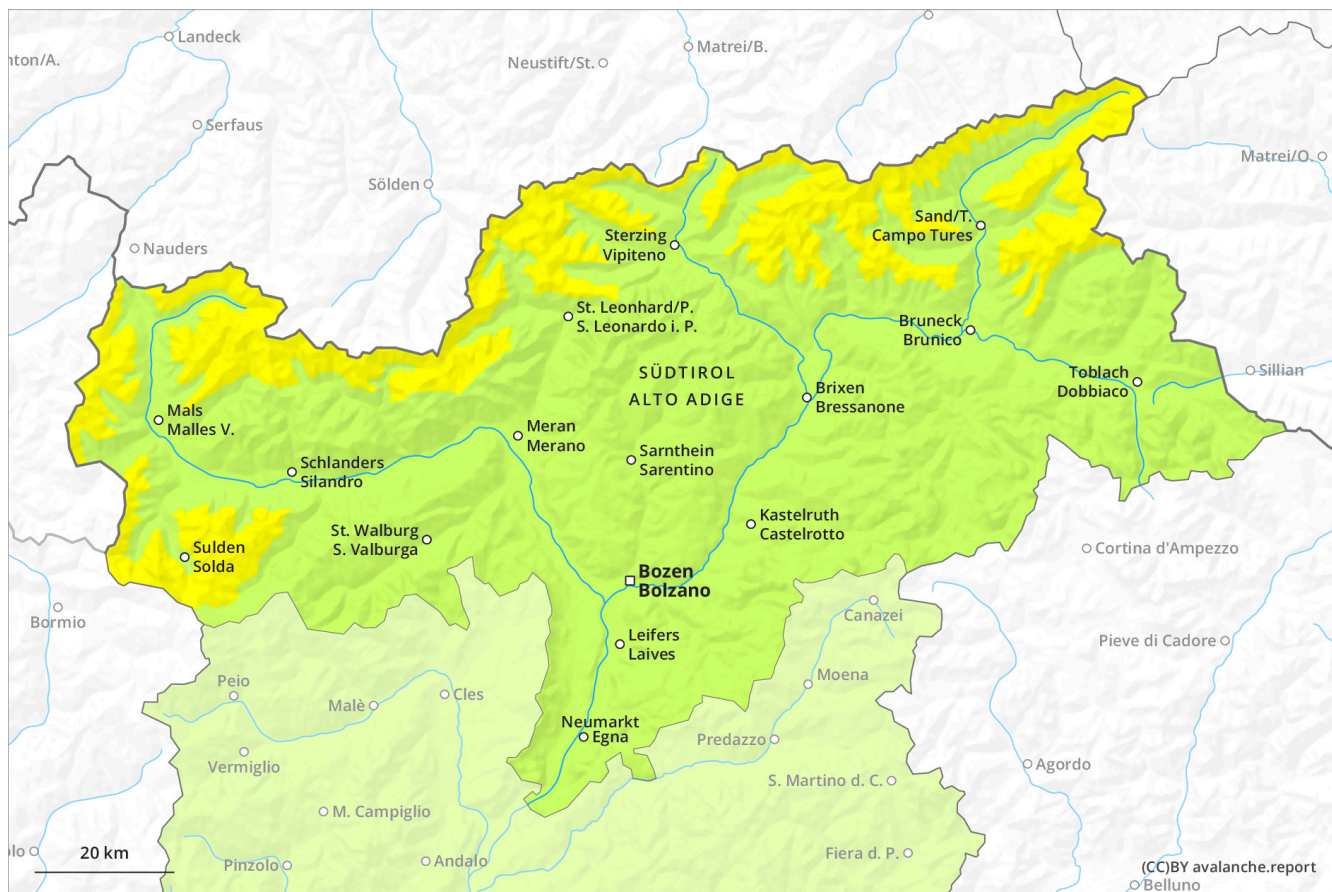 Landeck
Matrei/B.
nton/A.
Neustift/St.
Serfaus
Matrei/O.
Sölden
Sand/T.
Campo Tures
Sterzing
Vipiteno
Nauders
St. Leonhard/P.
S. Leonardo i. P.
Bruneck
Brunico
SÜDTIROL
ALTO ADIGE
Toblach
Dobbiaco
Sillian
Brixen
Bressanone
Mals
Malles V.
Meran
Merano
Sarnthein
Sarentino
Schlanders
Silandro
Kastelruth
Castelrotto
St. Walburg
S. Valburga
Sulden
Solda
Cortina d'Ampezzo
Bozen
Bolzano
Bormio
Canazei
Leifers
Laives
Pieve di Cadore
Peio
Moena
Malè
Cles
Neumarkt
Egna
Predazzo
Vermiglio
Agordo
S. Martino d. C.
M. Campiglio
20 km
olo
Pinzolo
Andalo
Fiera d. P.
(CC)BY avalanche.report
Belluno